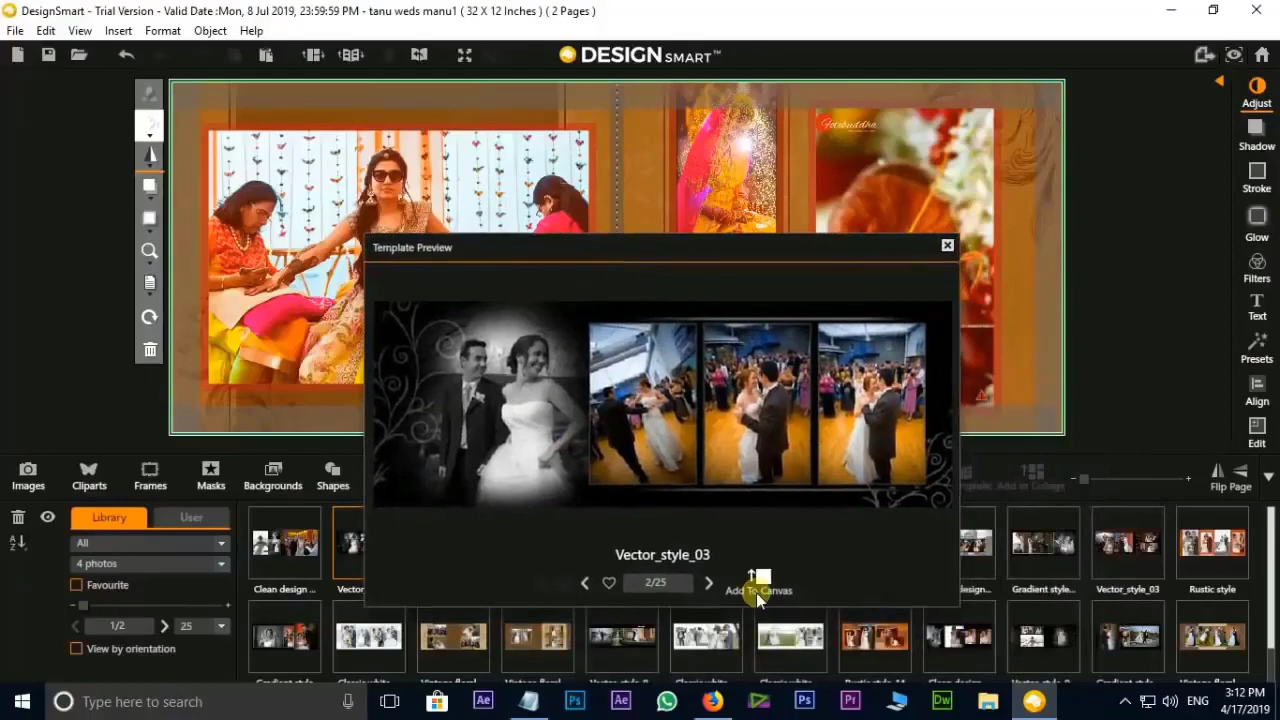 DesignSmart - Trial Version - Valid Date :Mon, 8 Jul 2019, 23:59:59 PM - tanu weds manu1 ( 32 X 12 Inches ) ( 2 Pages )
File Edit View Insert Format Object Help
DESIGN SMART™
Fotobuddha
Adjust
Shadow
Stroke
Glow
Filters
Text
Presets
Align
Edit
Template Preview
Vector_style_03
2/25
Add To Canvas
Images Cliparts Frames Masks Backgrounds Shapes
Add to Collage
Flip Page
Library User
All
4 photos
Favourite
1/2 25
View by orientation
Clean design ... Vector_style_03 Rustic style
Gradient style ...
Type here to search
ENG
3:12 PM
4/17/2019